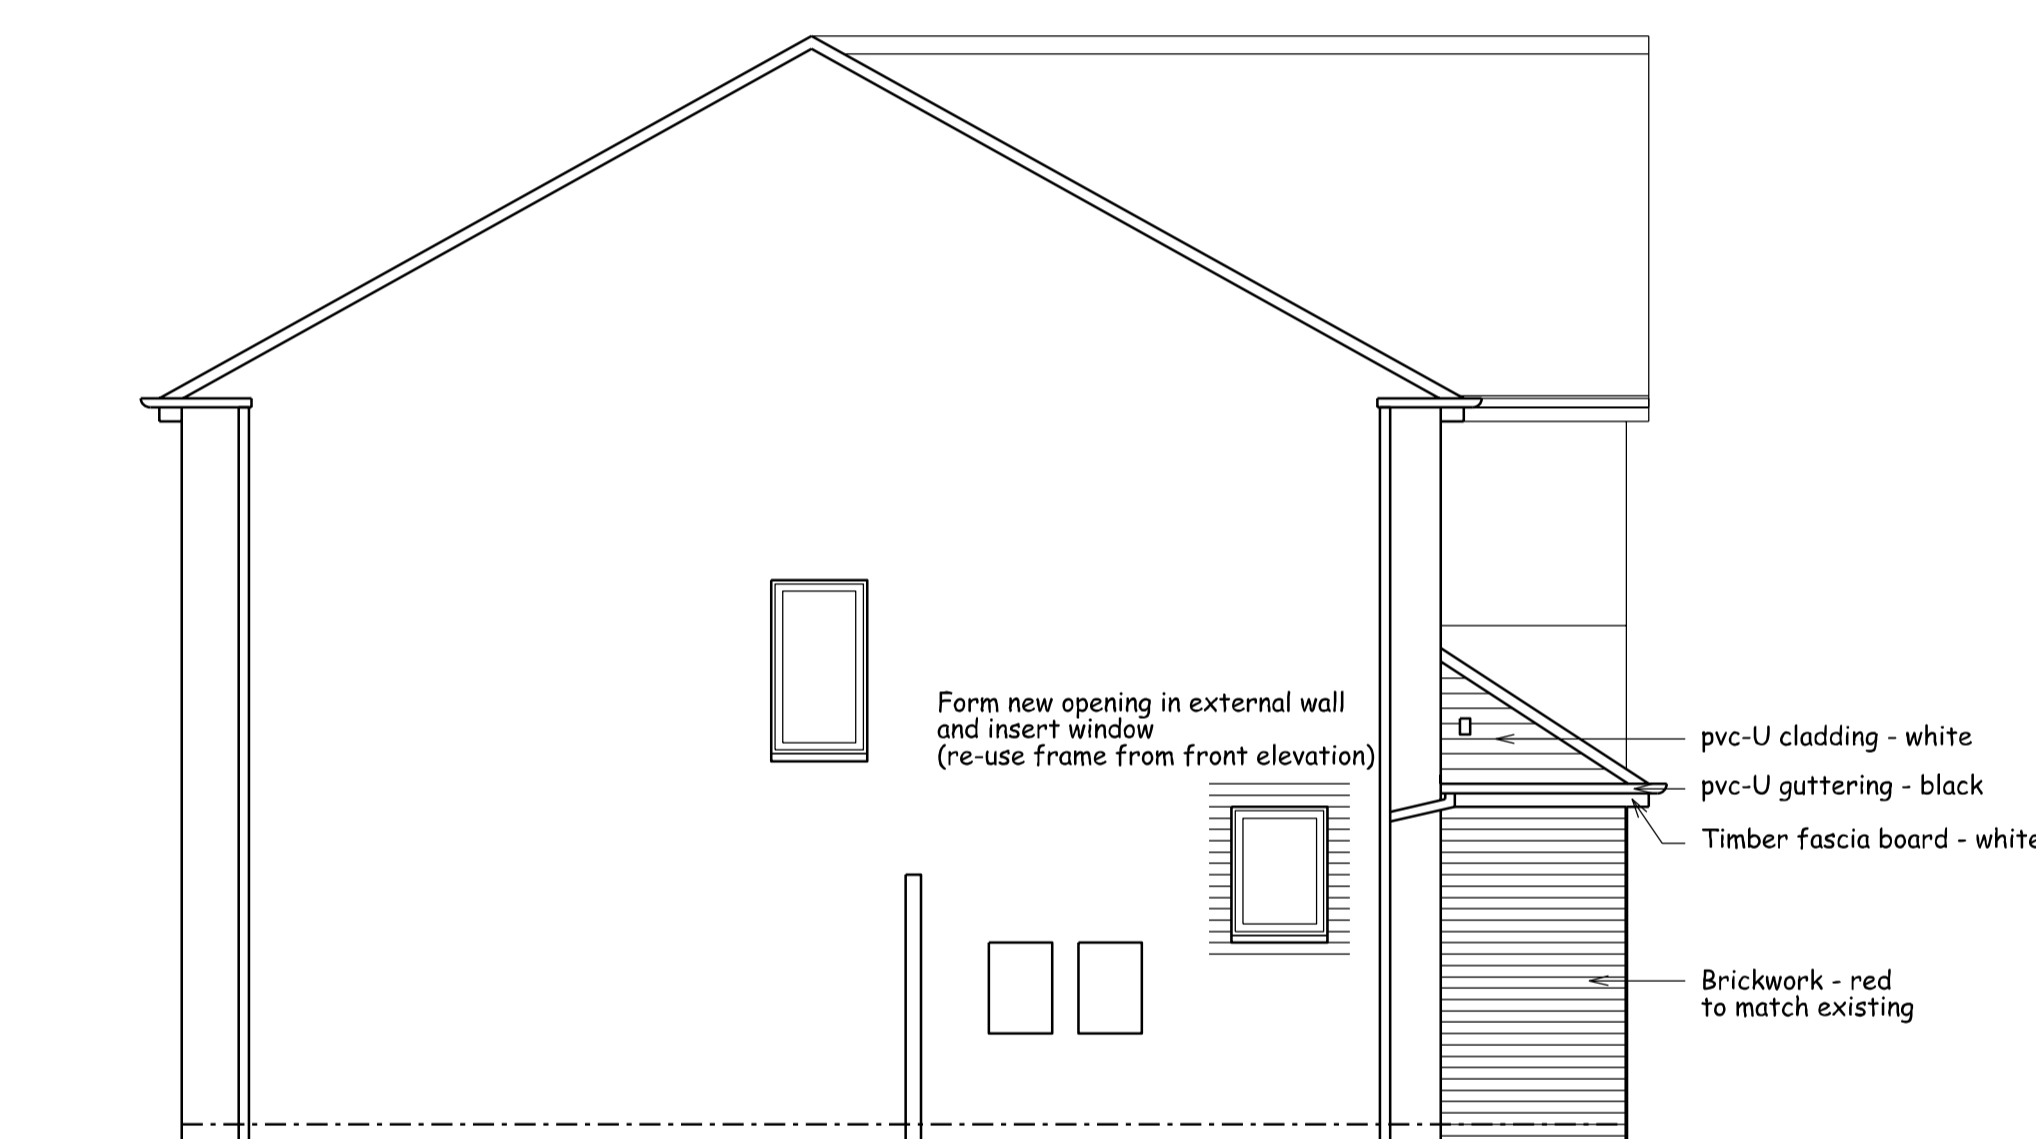 Form new opening in external wall
and insert window
(re-use frame from front elevation)
pvc-U cladding - white
pvc-U guttering - black
Timber fascia board - white
Brickwork - red
to match existing